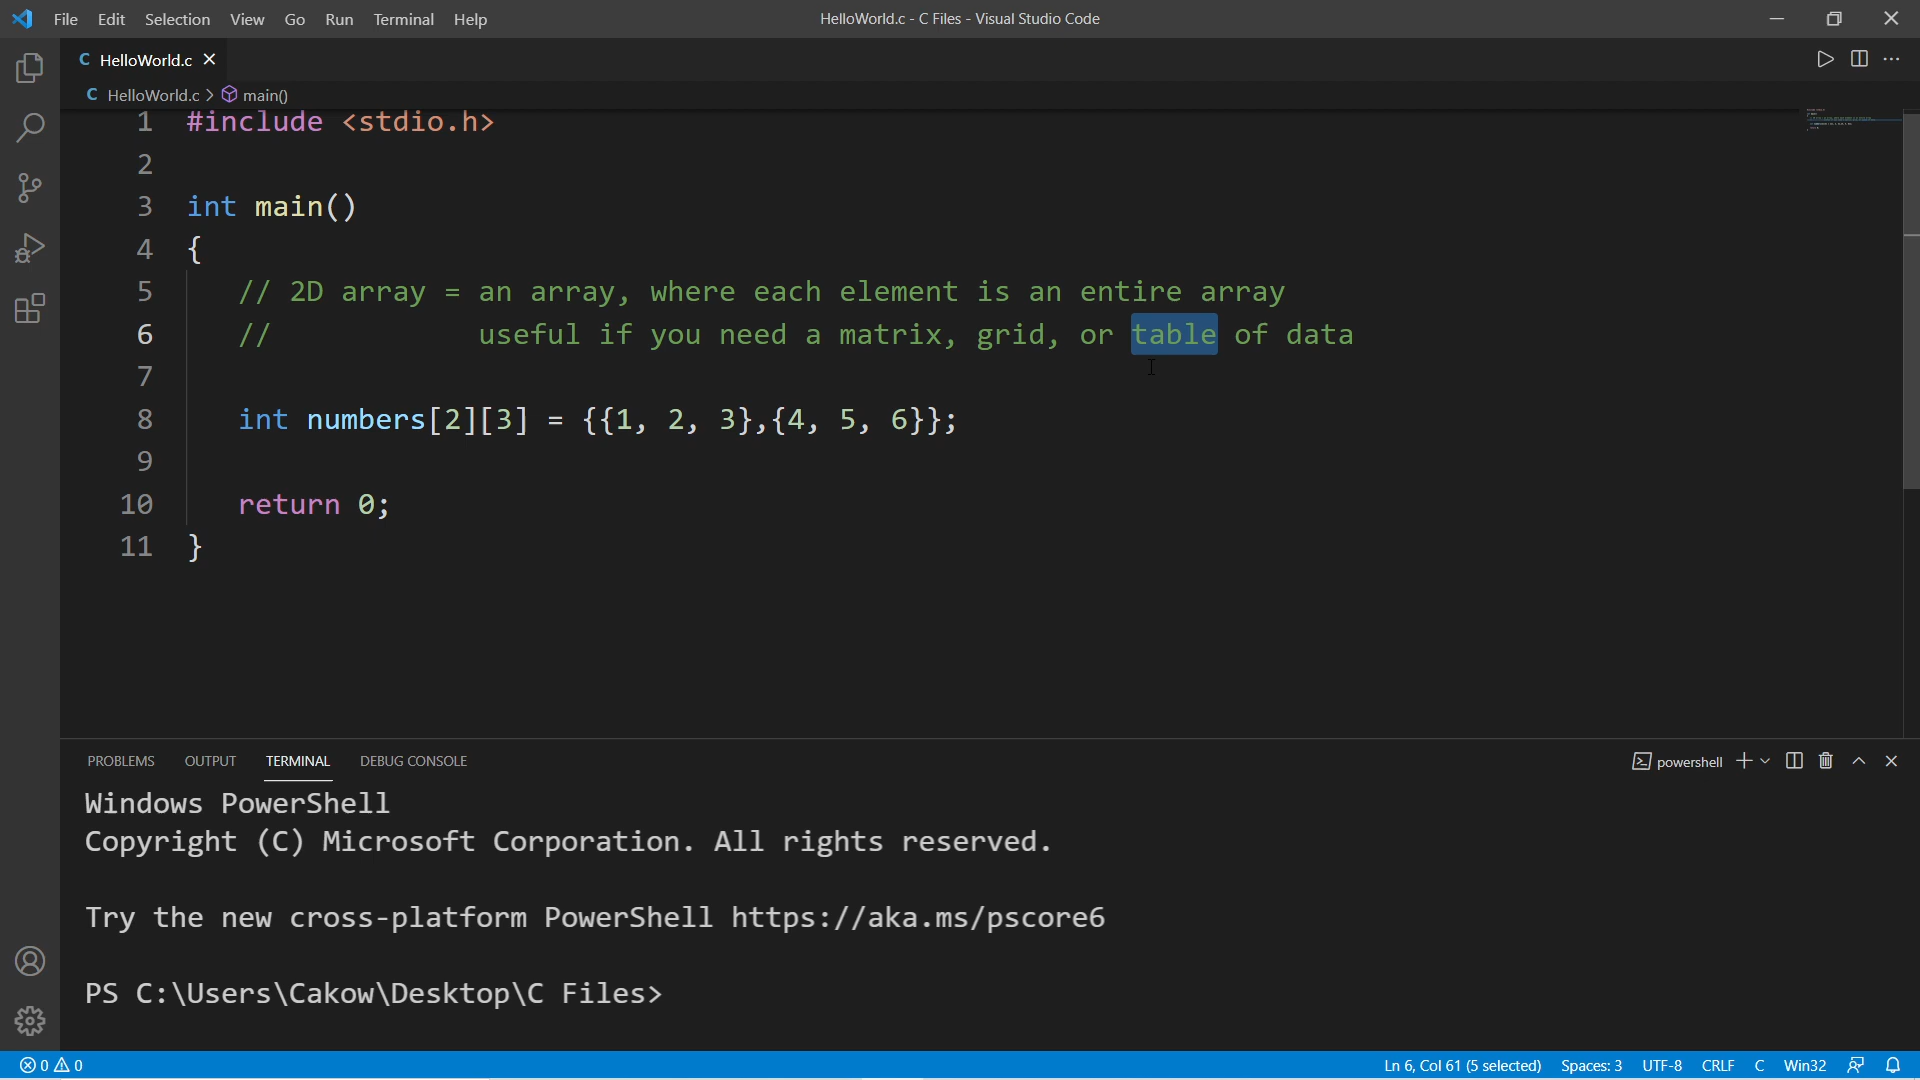 File Edit Selection View Go Run Terminal Help HelloWorld.c - C Files - Visual Studio Code
C HelloWorld.c
C HelloWorld.c > main()
1 #include <stdio.h>
2
3 int main()
4 {
5 // 2D array = an array, where each element is an entire array
6 // useful if you need a matrix, grid, or table of data
7
8 int numbers[2][3] = {{1, 2, 3},{4, 5, 6}};
9
10 return 0;
11 }
PROBLEMS OUTPUT TERMINAL DEBUG CONSOLE powershell
Windows PowerShell
Copyright (C) Microsoft Corporation. All rights reserved.
Try the new cross-platform PowerShell https://aka.ms/pscore6
PS C:\Users\Cakow\Desktop\C Files>
0 0 Ln 6, Col 61 (5 selected) Spaces: 3 UTF-8 CRLF C Win32